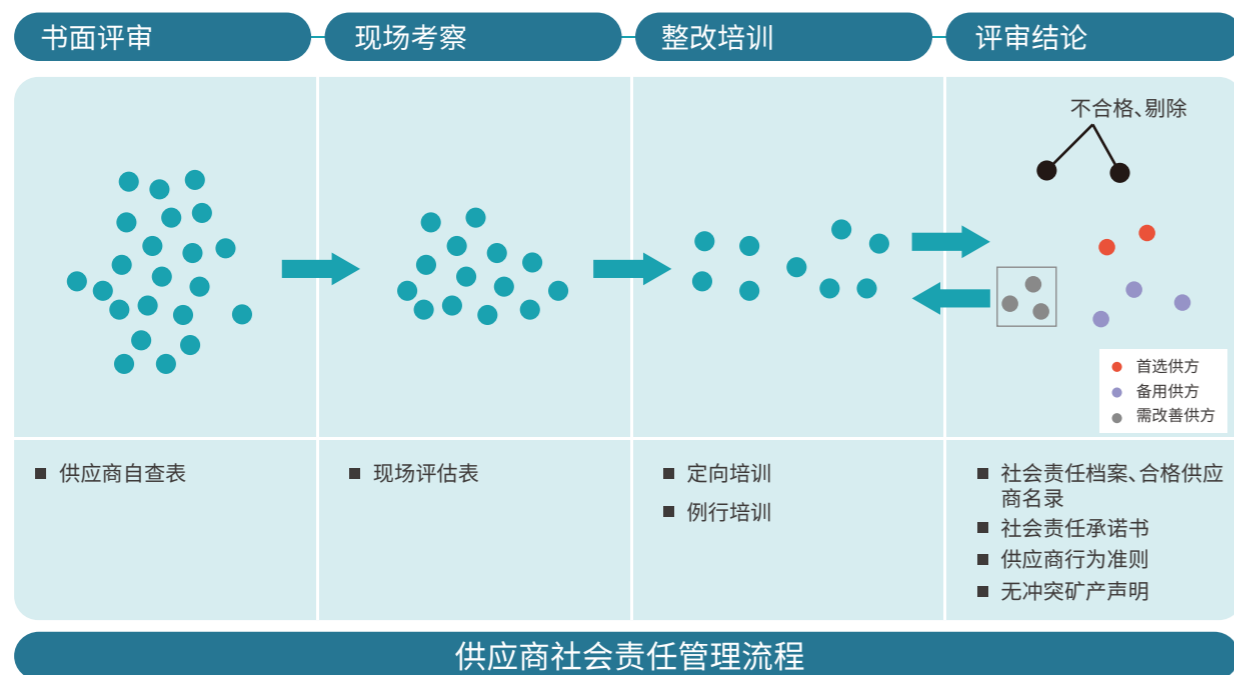 书面评审
现场考察
整改培训
评审结论
不合格、剔除
首选供方
备用供方
需改善供方
■ 供应商自查表
■ 现场评估表
■ 定向培训
■ 例行培训
■ 社会责任档案、合格供应
商名录
■ 社会责任承诺书
■ 供应商行为准则
■ 无冲突矿产声明
供应商社会责任管理流程